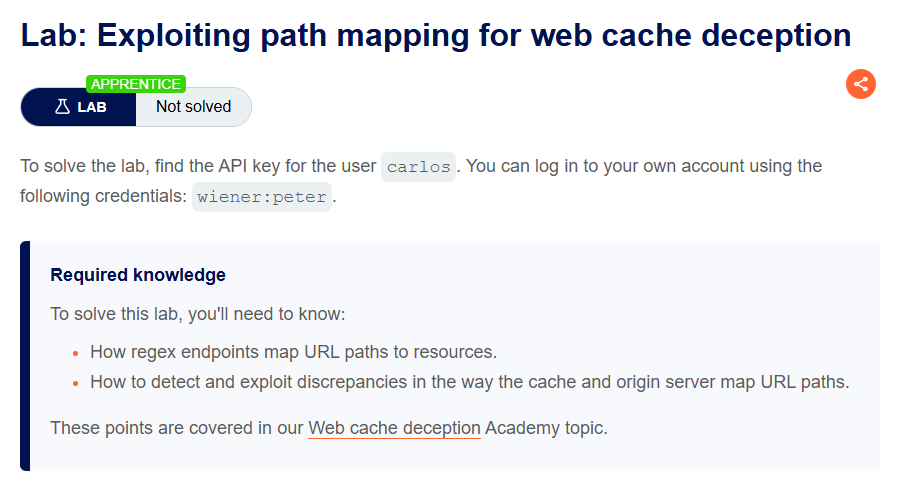 Lab: Exploiting path mapping for web cache deception
APPRENTICE
LAB Not solved
To solve the lab, find the API key for the user carlos. You can log in to your own account using the
following credentials: wiener:peter.
Required knowledge
To solve this lab, you'll need to know:
• How regex endpoints map URL paths to resources.
• How to detect and exploit discrepancies in the way the cache and origin server map URL paths.
These points are covered in our Web cache deception Academy topic.